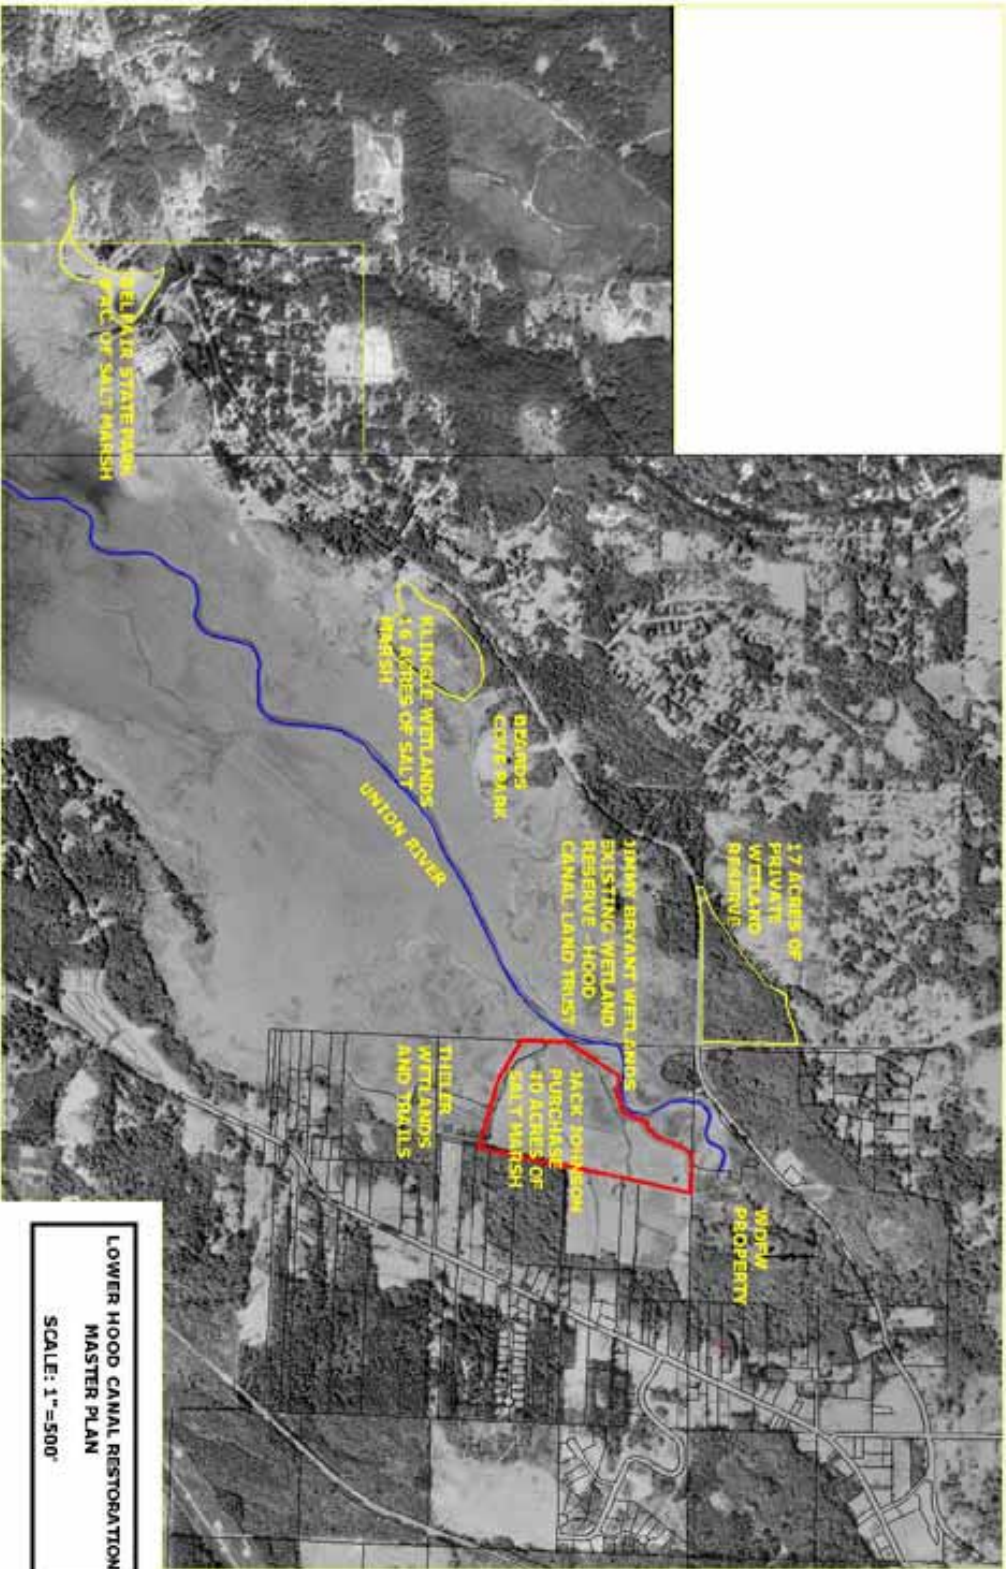 BELFAIR STATE PARK
AC. OF SALT MARSH
KLINGLE WETLANDS
16 ACRES OF SALT
MARSH
BEARDS
COVE PARK
UNION RIVER
17 ACRES OF
PRIVATE
WETLAND
RESERVE
JIMMY BRYANT WETLANDS
EXISTING WETLAND
RESERVE - HOOD
CANAL LAND TRUST
JACK JOHNSON
PURCHASE
40 ACRES OF
SALT MARSH
THELER
WETLANDS
AND TRAILS
WDFW
PROPERTY
LOWER HOOD CANAL RESTORATION
MASTER PLAN
SCALE: 1"=500'